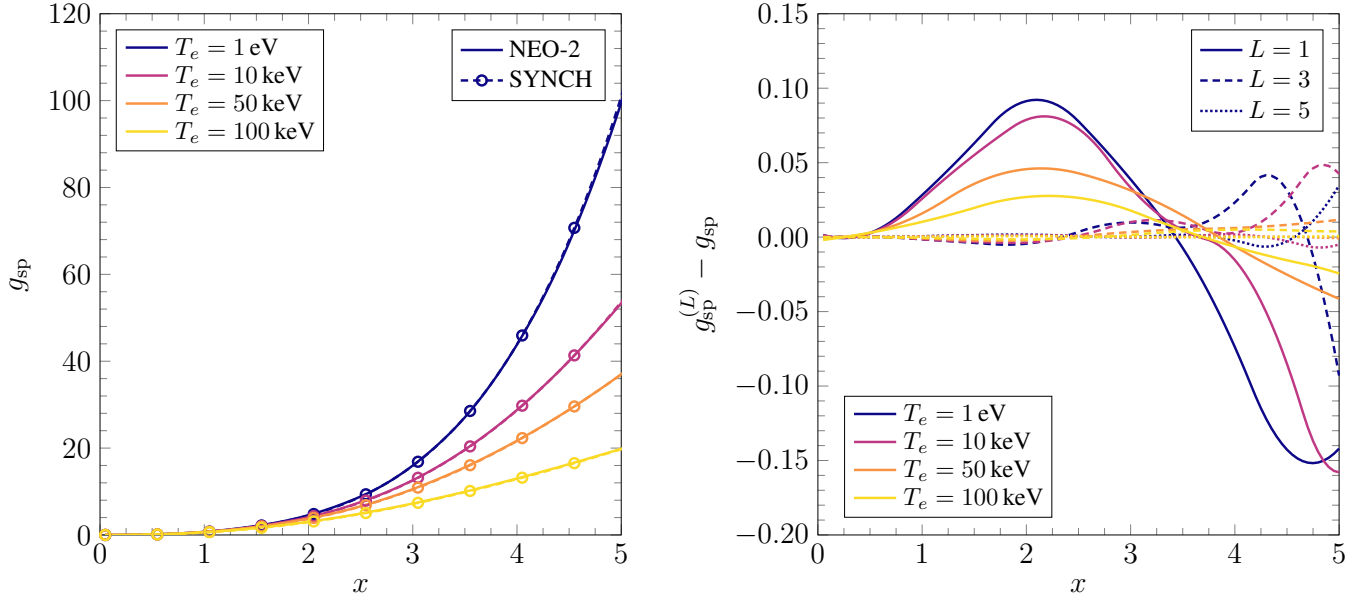 120
100
80
60
40
20
0
0
1
2
3
4
5
x
g_sp
T_e = 1 eV
T_e = 10 keV
T_e = 50 keV
T_e = 100 keV
NEO-2
SYNCH
0.15
0.10
0.05
0.00
−0.05
−0.10
−0.15
−0.20
0
1
2
3
4
5
x
g_sp^(L) − g_sp
L = 1
L = 3
L = 5
T_e = 1 eV
T_e = 10 keV
T_e = 50 keV
T_e = 100 keV